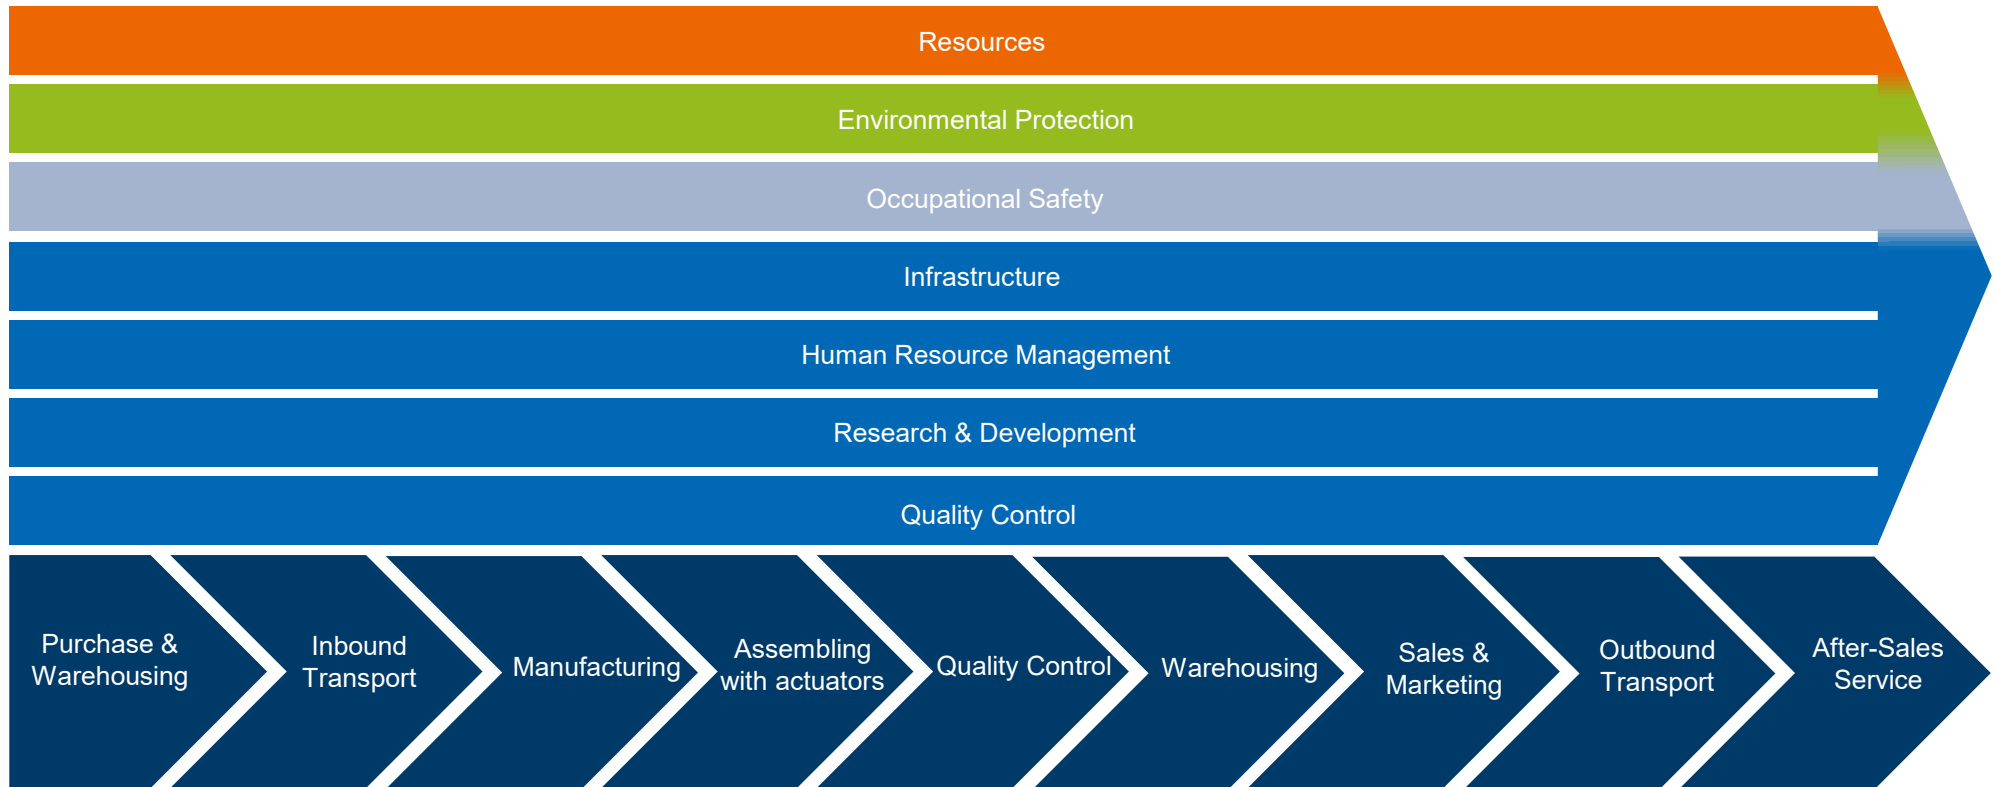 Resources
Environmental Protection
Occupational Safety
Infrastructure
Human Resource Management
Research & Development
Quality Control
Purchase &
Warehousing
Inbound
Transport
Manufacturing
Assembling
with actuators
Quality Control
Warehousing
Sales &
Marketing
Outbound
Transport
After-Sales
Service